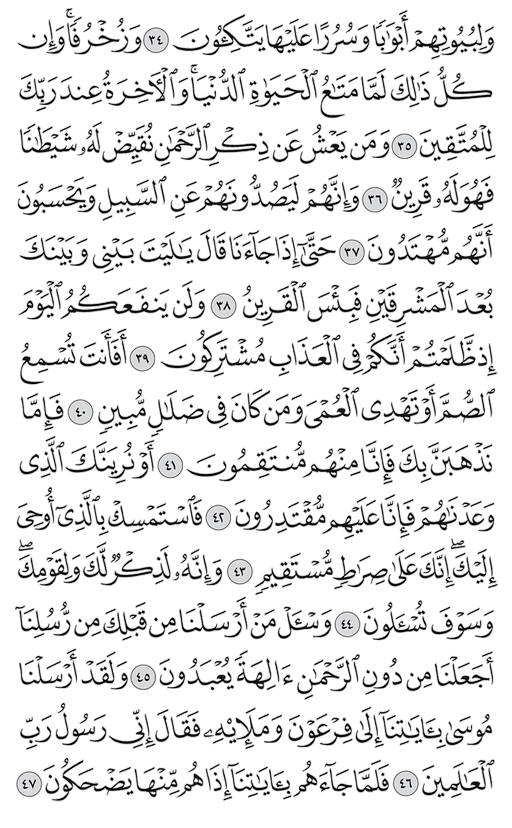 وَلِبُيُوتِهِمْ أَبْوَٰبًا وَسُرُرًا عَلَيْهَا يَتَّكِـُٔونَ ٣٤ وَزُخْرُفًا ۚ وَإِن
كُلُّ ذَٰلِكَ لَمَّا مَتَـٰعُ ٱلْحَيَوٰةِ ٱلدُّنْيَا ۚ وَٱلْـَٔاخِرَةُ عِندَ رَبِّكَ
لِلْمُتَّقِينَ ٣٥ وَمَن يَعْشُ عَن ذِكْرِ ٱلرَّحْمَـٰنِ نُقَيِّضْ لَهُۥ شَيْطَـٰنًا
فَهُوَ لَهُۥ قَرِينٌ ٣٦ وَإِنَّهُمْ لَيَصُدُّونَهُمْ عَنِ ٱلسَّبِيلِ وَيَحْسَبُونَ
أَنَّهُم مُّهْتَدُونَ ٣٧ حَتَّىٰٓ إِذَا جَآءَنَا قَالَ يَـٰلَيْتَ بَيْنِى وَبَيْنَكَ
بُعْدَ ٱلْمَشْرِقَيْنِ فَبِئْسَ ٱلْقَرِينُ ٣٨ وَلَن يَنفَعَكُمُ ٱلْيَوْمَ
إِذ ظَّلَمْتُمْ أَنَّكُمْ فِى ٱلْعَذَابِ مُشْتَرِكُونَ ٣٩ أَفَأَنتَ تُسْمِعُ
ٱلصُّمَّ أَوْ تَهْدِى ٱلْعُمْىَ وَمَن كَانَ فِى ضَلَـٰلٍ مُّبِينٍ ٤٠ فَإِمَّا
نَذْهَبَنَّ بِكَ فَإِنَّا مِنْهُم مُّنتَقِمُونَ ٤١ أَوْ نُرِيَنَّكَ ٱلَّذِى
وَعَدْنَـٰهُمْ فَإِنَّا عَلَيْهِم مُّقْتَدِرُونَ ٤٢ فَٱسْتَمْسِكْ بِٱلَّذِىٓ أُوحِىَ
إِلَيْكَ ۖ إِنَّكَ عَلَىٰ صِرَٰطٍ مُّسْتَقِيمٍ ٤٣ وَإِنَّهُۥ لَذِكْرٌ لَّكَ وَلِقَوْمِكَ ۖ
وَسَوْفَ تُسْـَٔلُونَ ٤٤ وَسْـَٔلْ مَنْ أَرْسَلْنَا مِن قَبْلِكَ مِن رُّسُلِنَآ
أَجَعَلْنَا مِن دُونِ ٱلرَّحْمَـٰنِ ءَالِهَةً يُعْبَدُونَ ٤٥ وَلَقَدْ أَرْسَلْنَا
مُوسَىٰ بِـَٔايَـٰتِنَآ إِلَىٰ فِرْعَوْنَ وَمَلَإِي۟هِۦ فَقَالَ إِنِّى رَسُولُ رَبِّ
ٱلْعَـٰلَمِينَ ٤٦ فَلَمَّا جَآءَهُم بِـَٔايَـٰتِنَآ إِذَا هُم مِّنْهَا يَضْحَكُونَ ٤٧